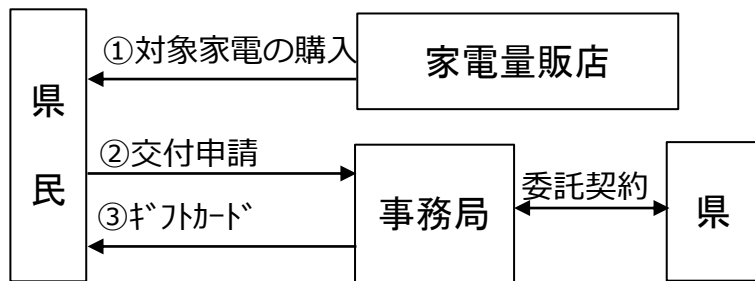 ①対象家電の購入
家電量販店
県民
②交付申請
③ｷﾞﾌﾄｶｰﾄﾞ
事務局
委託契約
県